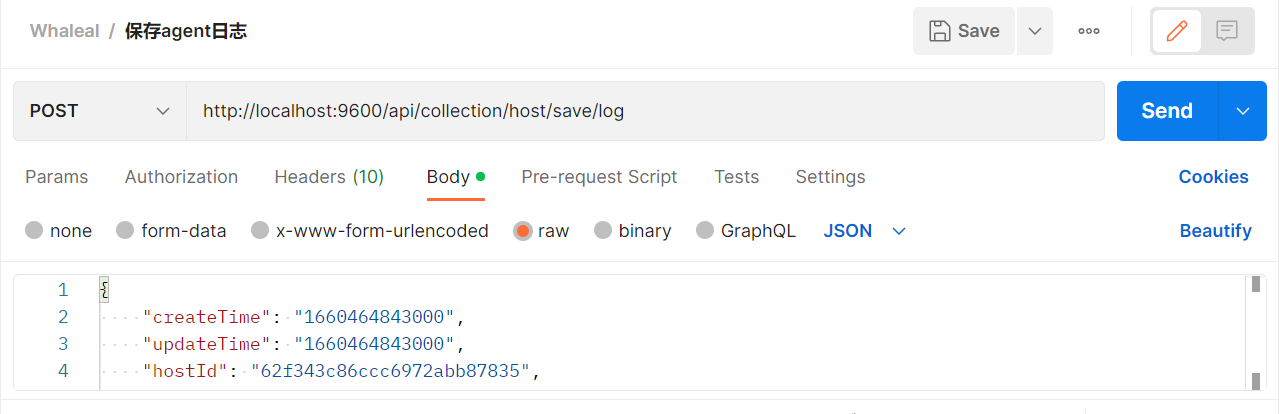 Whaleal / 保存agent日志 Save
POST http://localhost:9600/api/collection/host/save/log Send
Params Authorization Headers (10) Body Pre-request Script Tests Settings Cookies
none form-data x-www-form-urlencoded raw binary GraphQL JSON Beautify
1 {
2 "createTime": "1660464843000",
3 "updateTime": "1660464843000",
4 "hostId": "62f343c86ccc6972abb87835",